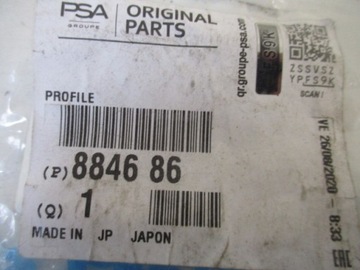 PSA
GROUPE
ORIGINAL
PARTS
qr.groupe-psa.com
ZSSVSZ
YPFS9K
SCAN !
PROFILE
(P) 8846 86
(Q) 1
MADE IN JP JAPON
VE 26/08/2020 - 8:33
EAC